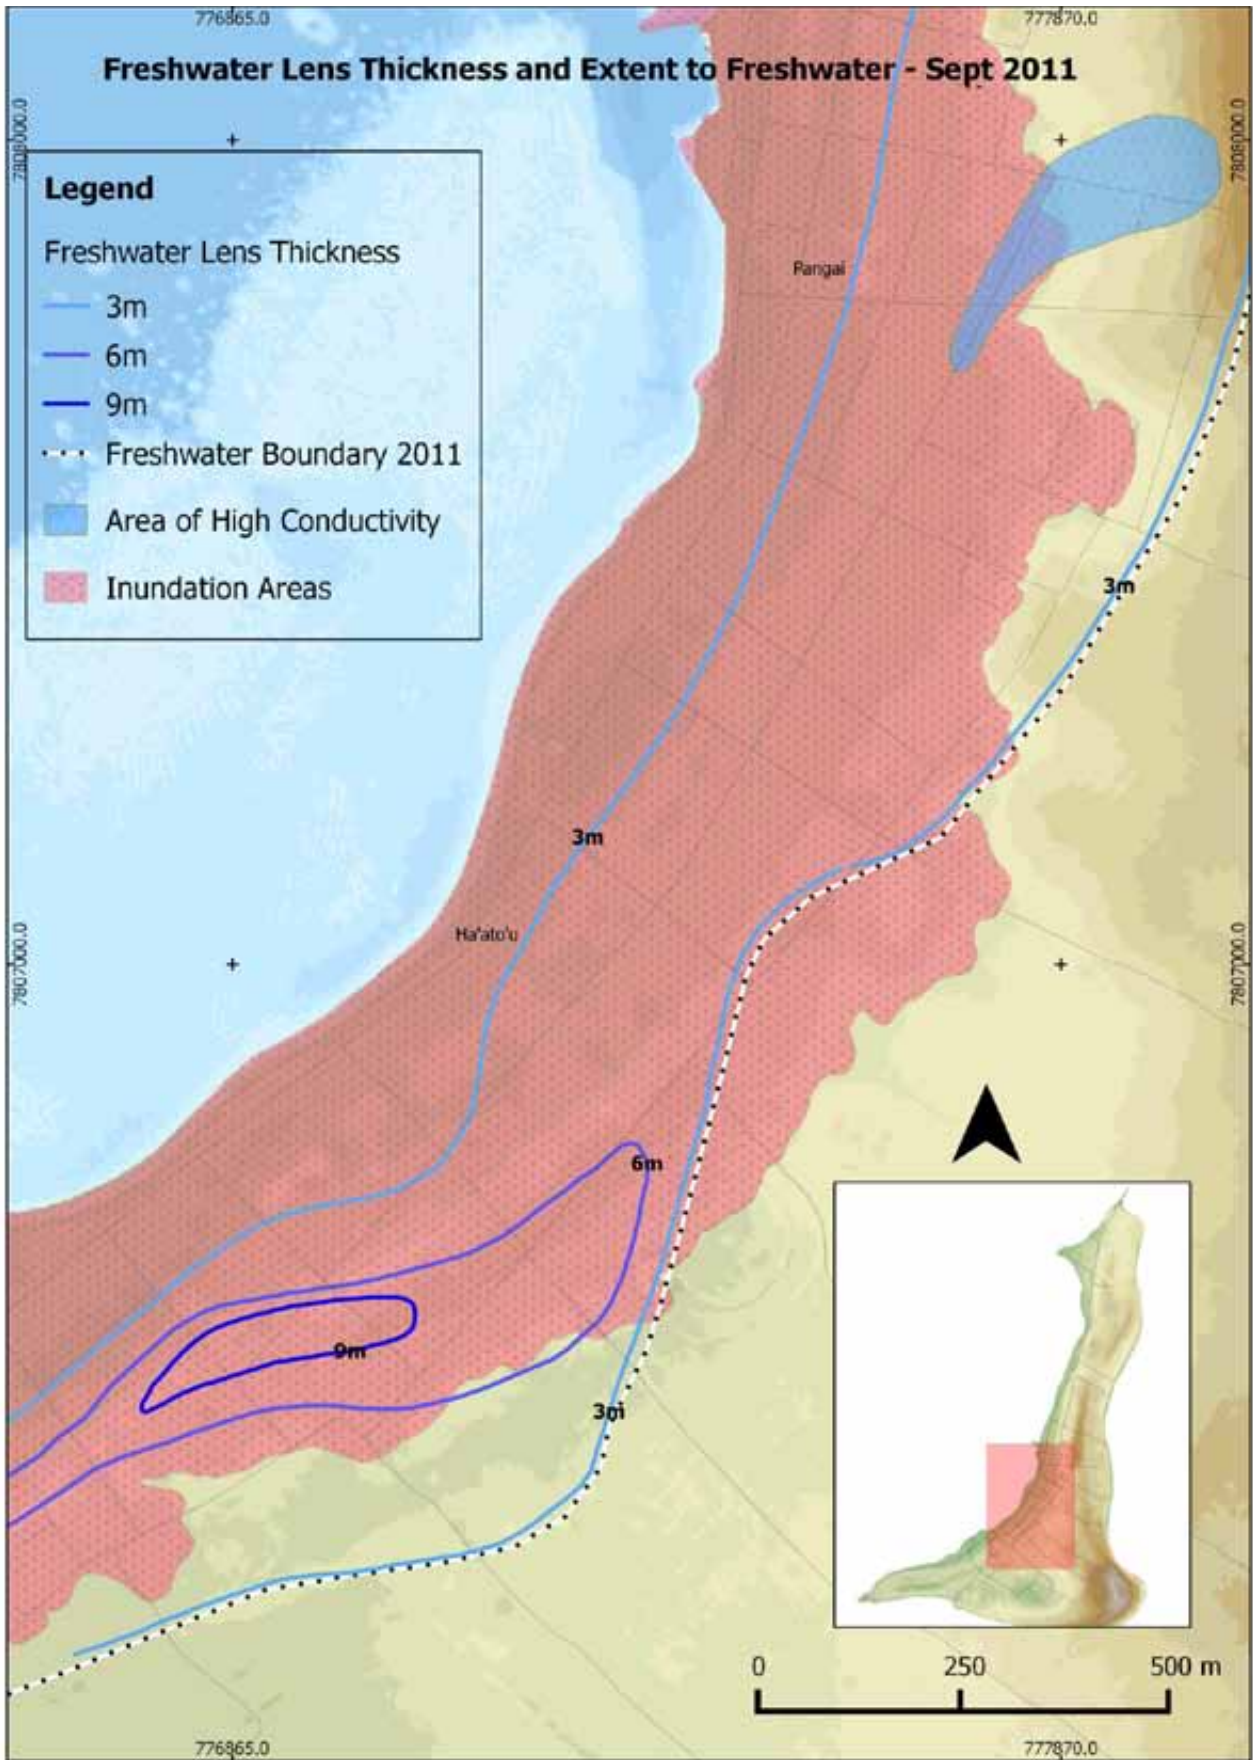 776865.0
777870.0
Freshwater Lens Thickness and Extent to Freshwater - Sept 2011
7808000.0
7808000.0
Legend
Freshwater Lens Thickness
3m
6m
9m
Freshwater Boundary 2011
Area of High Conductivity
Inundation Areas
Pangai
3m
3m
Ha'ato'u
7807000.0
7807000.0
6m
9m
3m
0 250 500 m
776865.0
777870.0